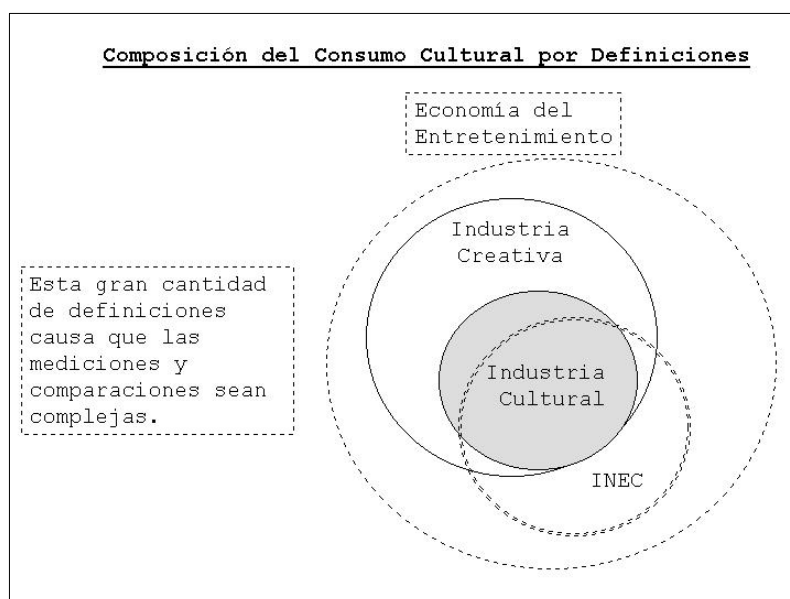 Composición del Consumo Cultural por Definiciones
Economía del
Entretenimiento
Industria
Creativa
Esta gran cantidad
de definiciones
causa que las
mediciones y
comparaciones sean
complejas.
Industria
Cultural
INEC